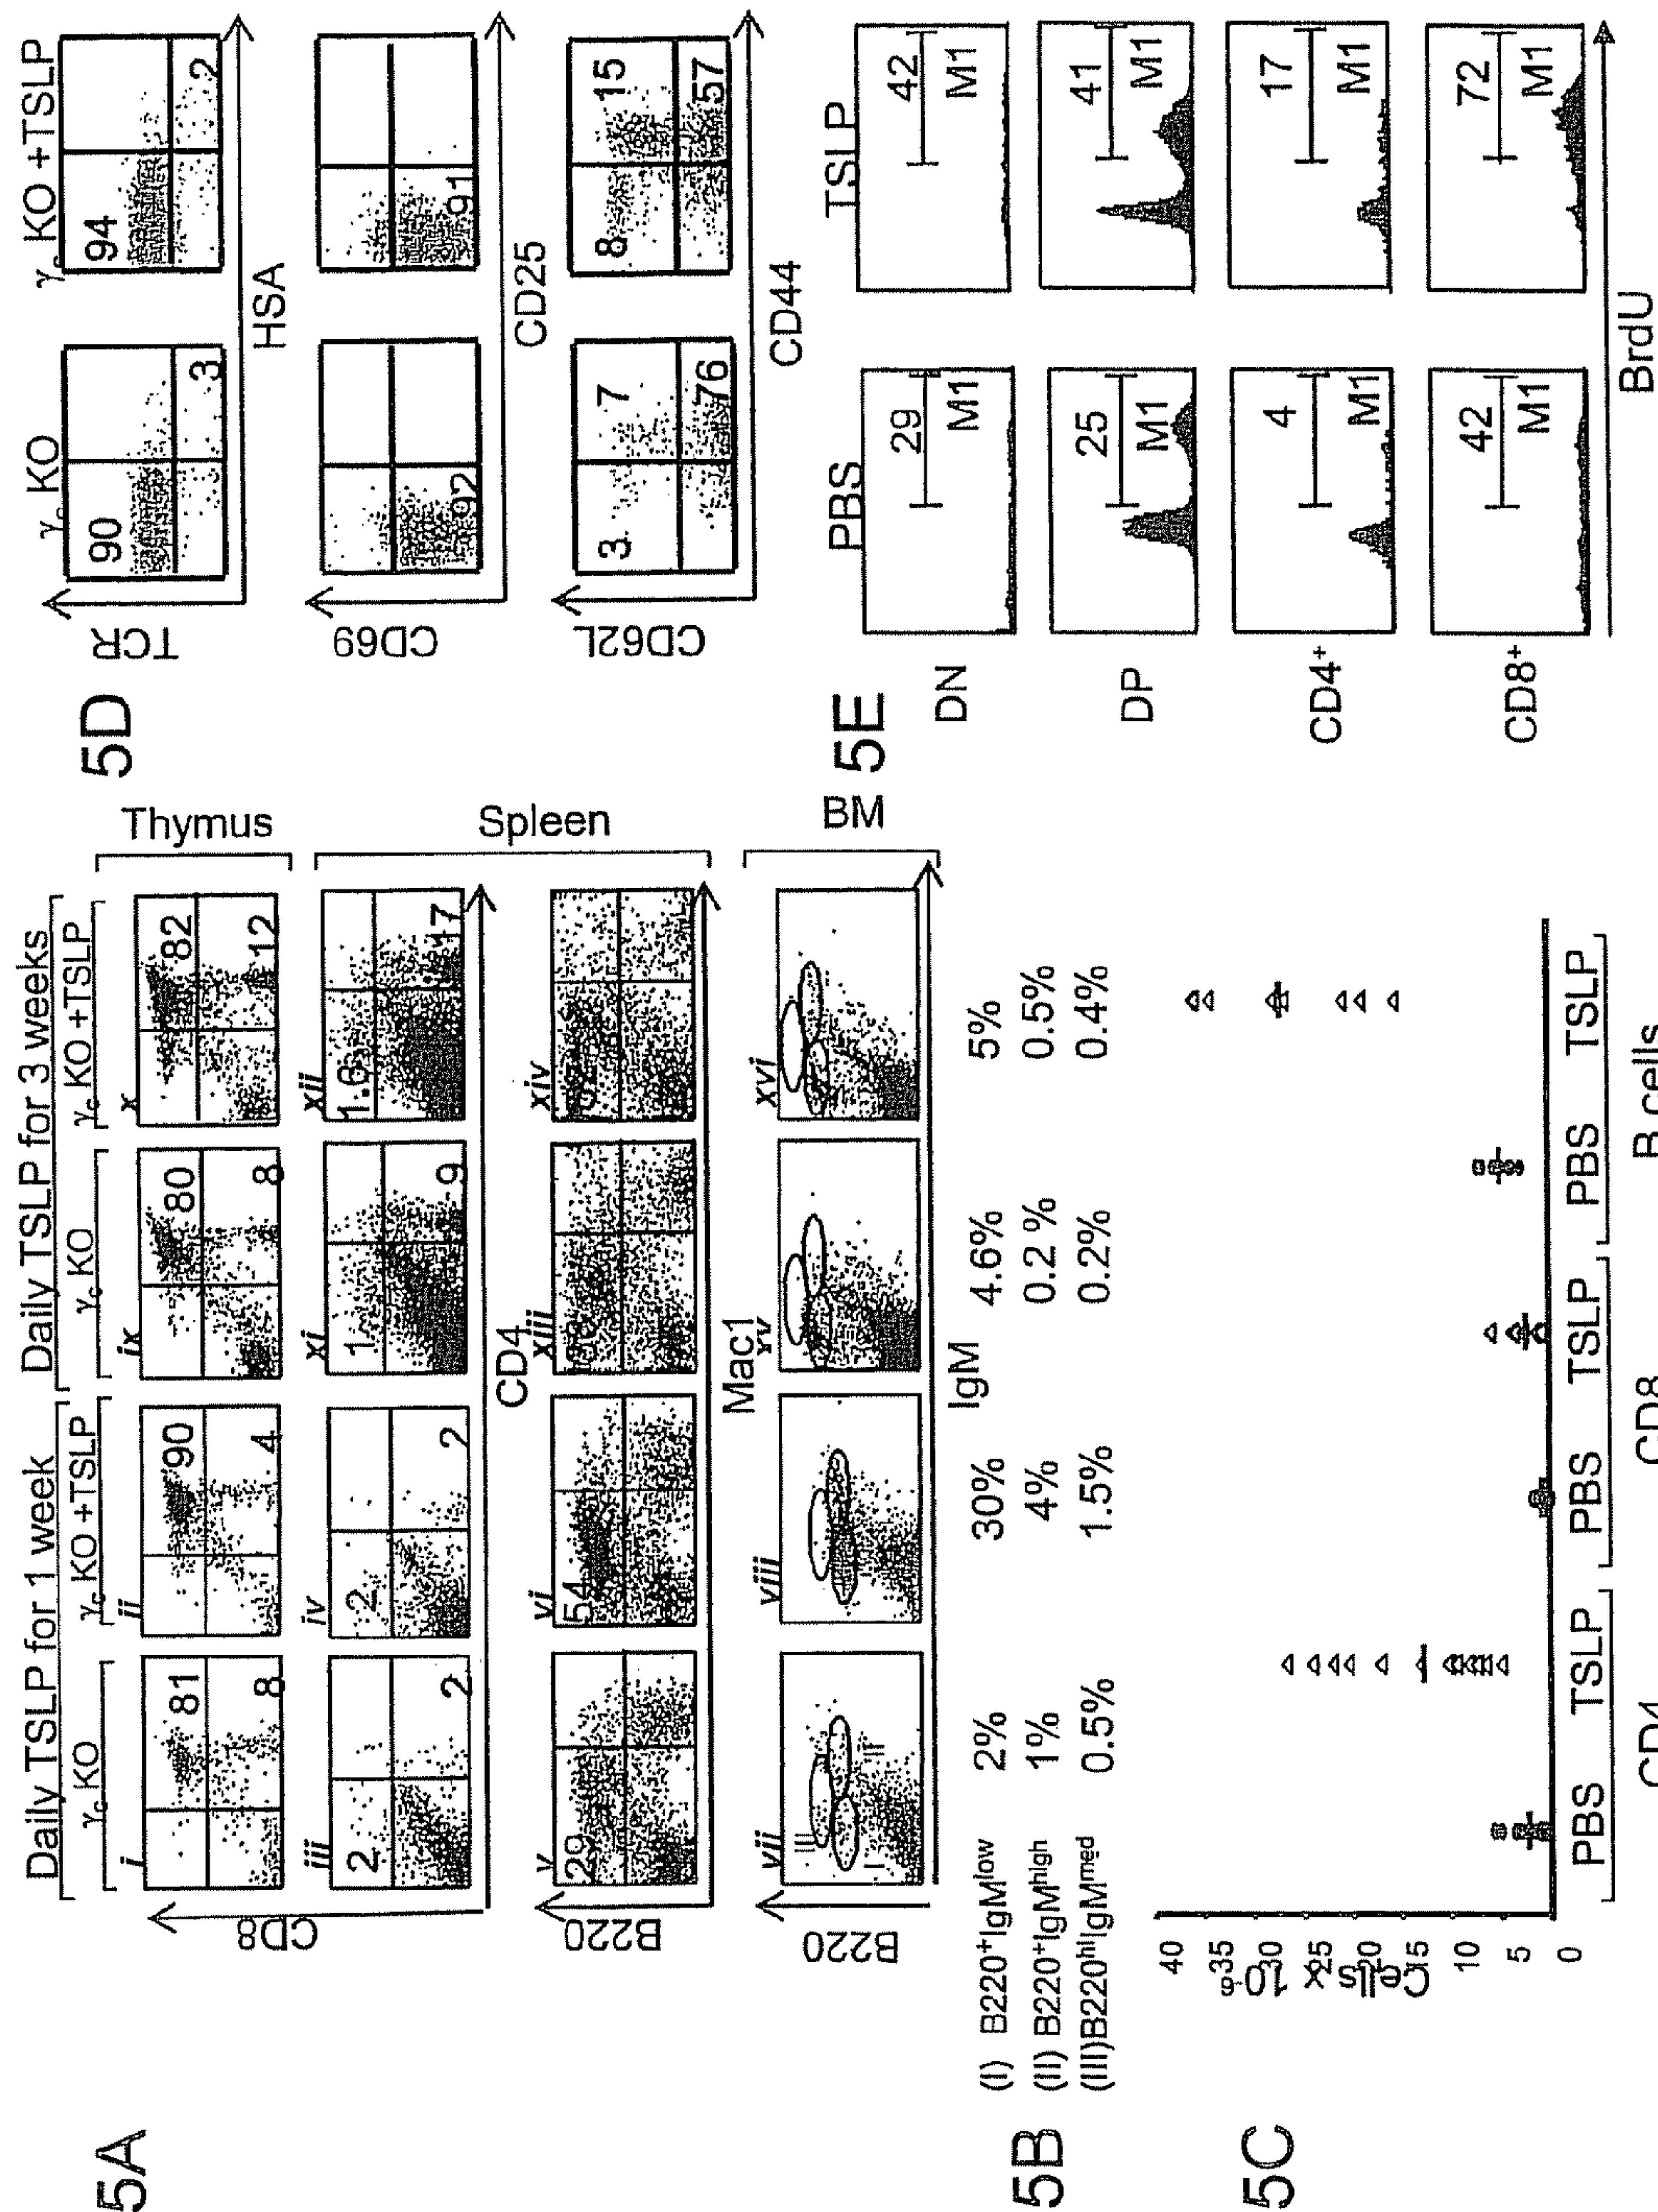 5A
Daily TSLP for 1 week
Daily TSLP for 3 weeks
γc KO
γc KO +TSLP
γc KO
γc KO +TSLP
i
81
8
ii
90
4
ix
80
8
x
82
12
Thymus
CD8
iii
2
2
iv
2
2
xi
1
9
xii
1.6
17
CD4
Spleen
v
29
vi
54
xiii
xiv
B220
Mac1
vii
I
II
III
viii
xv
xvi
BM
B220
IgM
5B
(I) B220+IgMlow 2% 30% 4.6% 5%
(II) B220+IgMhigh 1% 4% 0.2 % 0.5%
(III)B220hiIgMmed 0.5% 1.5% 0.2% 0.4%
5C
Cells x 10-6
40
35
30
25
20
15
10
5
0
PBS TSLP PBS TSLP PBS TSLP
CD4 CD8 B cells
5D
γc KO
γc KO +TSLP
TCR
90
3
94
2
HSA
CD69
92
91
CD25
CD62L
3
7
76
8
15
57
CD44
5E
PBS TSLP
DN
29
M1
42
M1
DP
25
M1
41
M1
CD4+
4
M1
17
M1
CD8+
42
M1
72
M1
BrdU